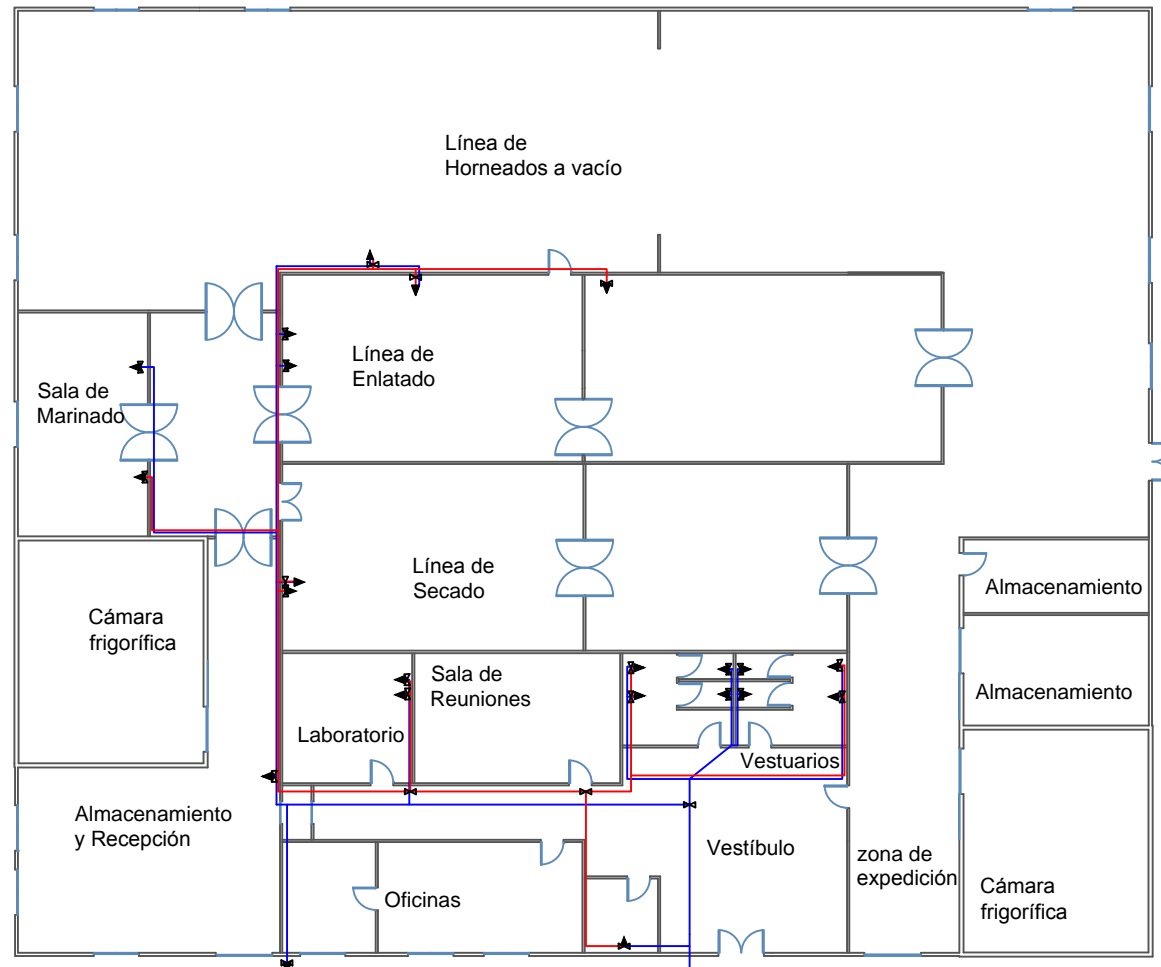 Línea de
Horneados a vacío
Línea de
Enlatado
Sala de
Marinado
Línea de
Secado
Cámara
frigorífica
Almacenamiento
Sala de
Reuniones
Almacenamiento
Laboratorio
Vestuarios
Almacenamiento
y Recepción
Vestíbulo
zona de
expedición
Oficinas
Cámara
frigorífica